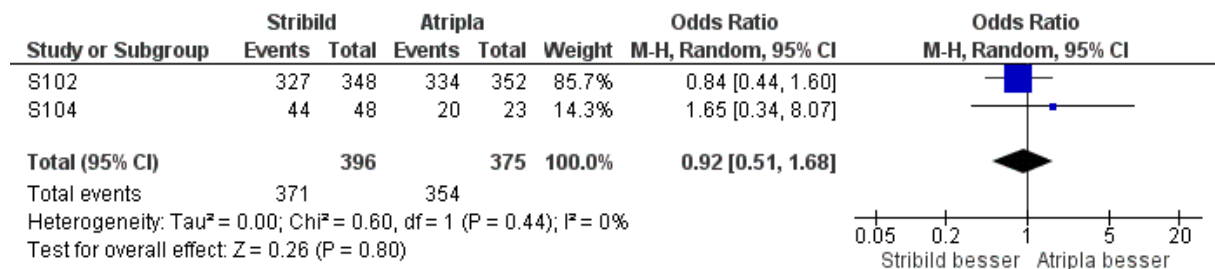 Stribild Atripla Odds Ratio Odds Ratio
Study or Subgroup Events Total Events Total Weight M-H, Random, 95% CI M-H, Random, 95% CI
S102 327 348 334 352 85.7% 0.84 [0.44, 1.60]
S104 44 48 20 23 14.3% 1.65 [0.34, 8.07]
Total (95% CI) 396 375 100.0% 0.92 [0.51, 1.68]
Total events 371 354
Heterogeneity: Tau² = 0.00; Chi² = 0.60, df = 1 (P = 0.44); I² = 0%
Test for overall effect: Z = 0.26 (P = 0.80)
0.05 0.2 1 5 20
Stribild besser Atripla besser